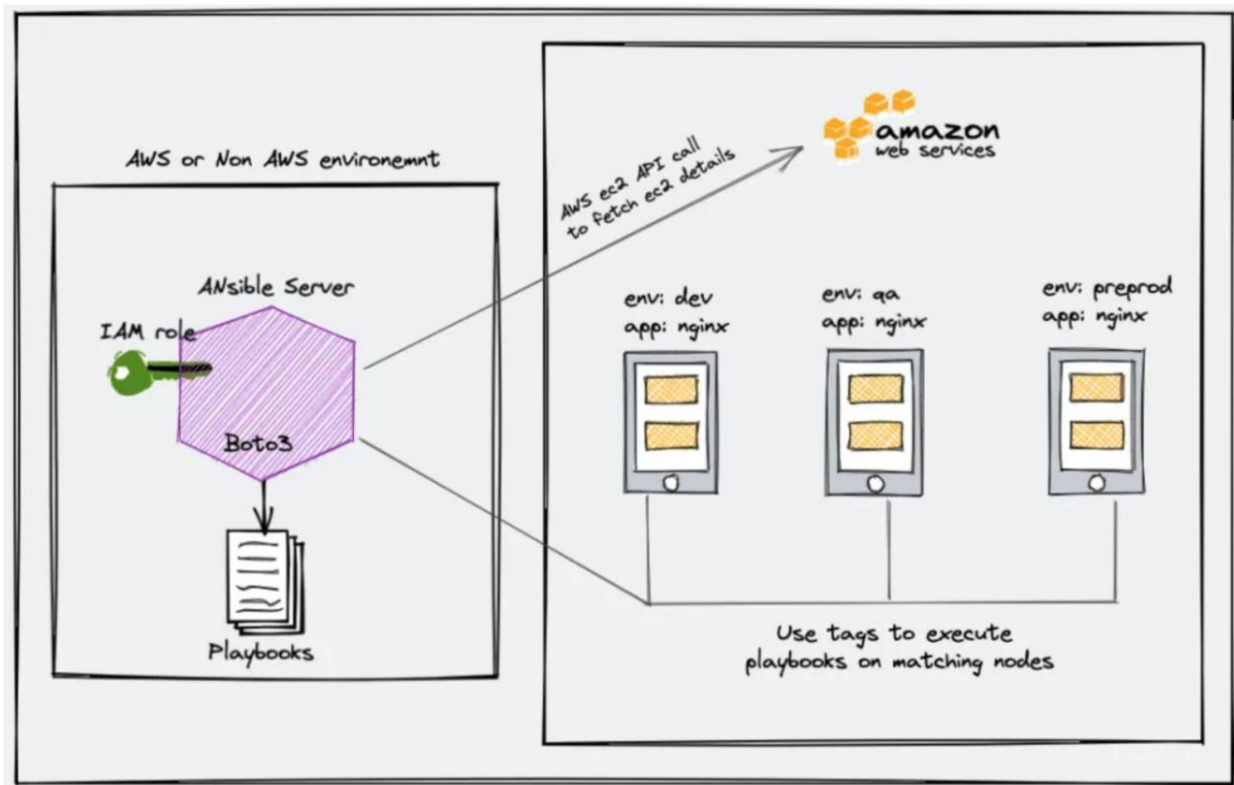 AWS or Non AWS environemnt
ANsible Server
IAM role
Boto3
Playbooks
AWS ec2 API call
to fetch ec2 details
amazon
web services
env: dev
app: nginx
env: qa
app: nginx
env: preprod
app: nginx
Use tags to execute
playbooks on matching nodes